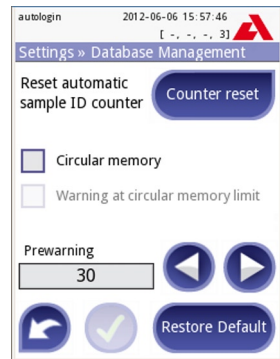 autologin 2012-06-06 15:57:46
[ -, -, -, 3]
Settings » Database Management
Reset automatic
sample ID counter
Counter reset
Circular memory
Warning at circular memory limit
Prewarning
30
Restore Default